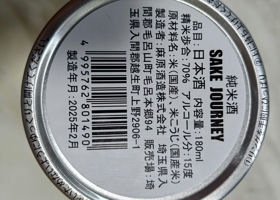 純米酒
SAKE JOURNEY
品目：日本酒 内容量：180ml
原材料名：米（国産）、米こうじ（国産米）
精米歩合：70% アルコール分：15度
製造者：麻原酒造株式会社 埼玉県入
間郡毛呂山町毛呂本郷94 販売場：埼
玉県入間郡越生町上野2906-1
4995762801490
製造年月：2025年2月